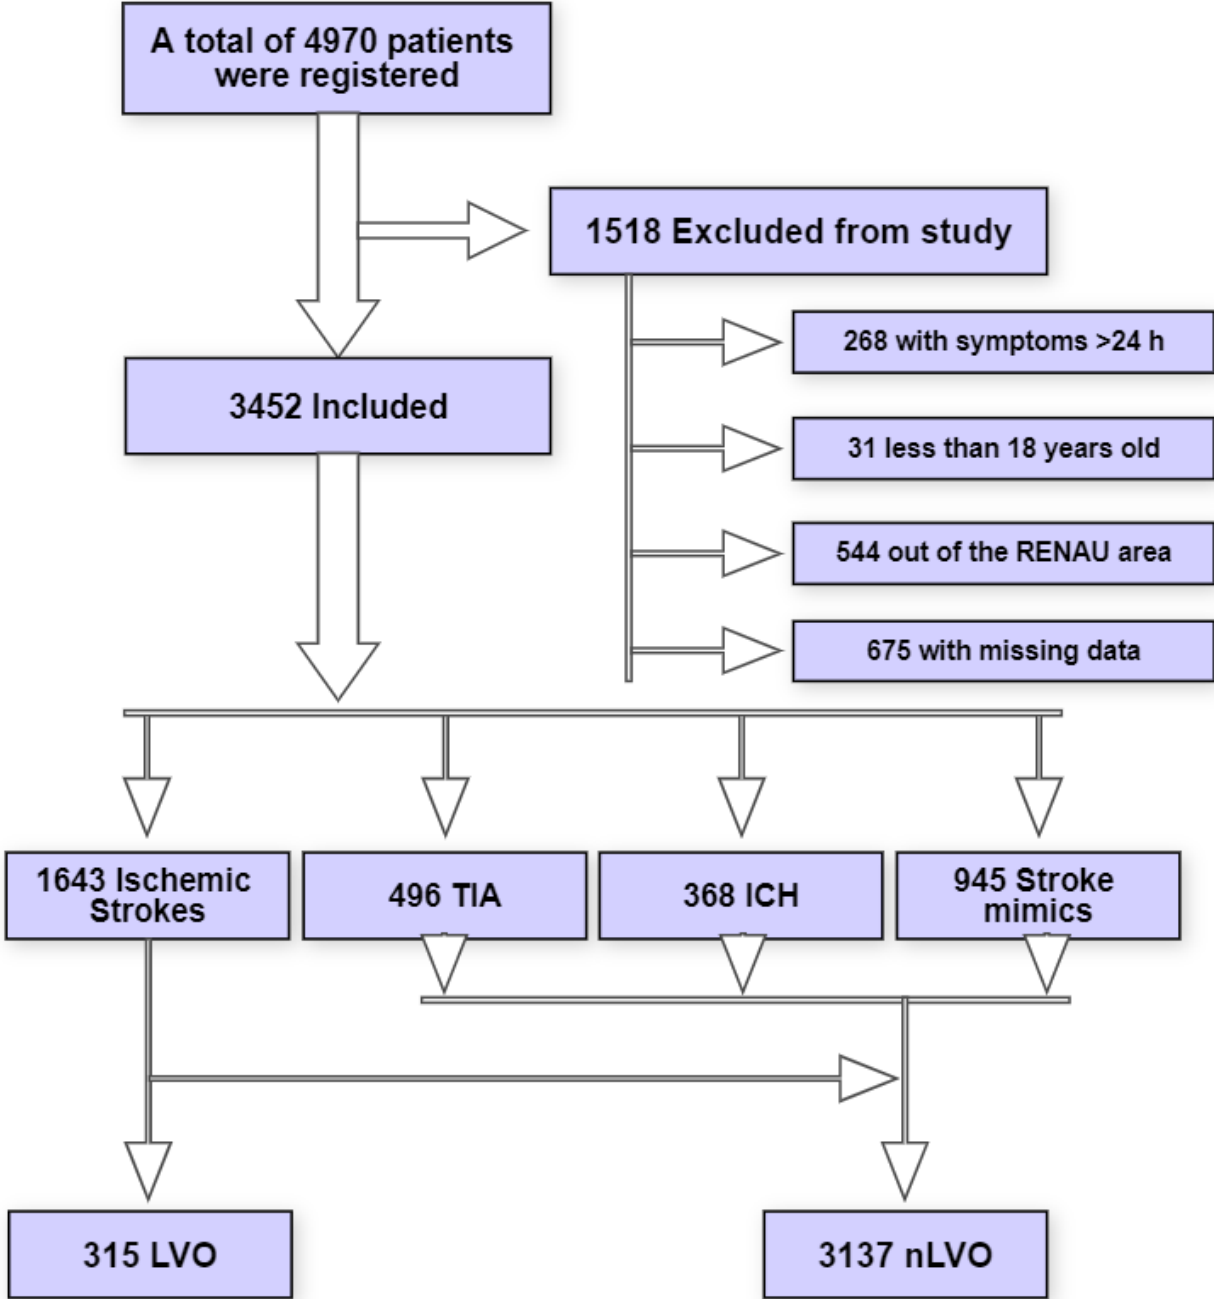 A total of 4970 patients
were registered
1518 Excluded from study
268 with symptoms >24 h
3452 Included
31 less than 18 years old
544 out of the RENAU area
675 with missing data
1643 Ischemic
Strokes
496 TIA
368 ICH
945 Stroke
mimics
315 LVO
3137 nLVO